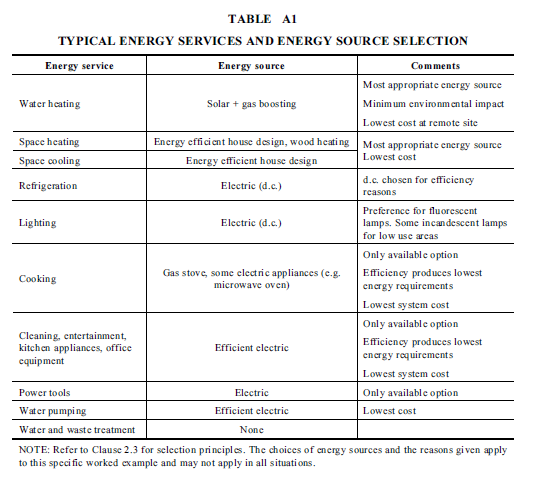 TABLE A1
TYPICAL ENERGY SERVICES AND ENERGY SOURCE SELECTION
Energy service Energy source Comments
Water heating Solar + gas boosting Most appropriate energy source
Minimum environmental impact
Lowest cost at remote site
Space heating Energy efficient house design, wood heating Most appropriate energy source
Lowest cost
Space cooling Energy efficient house design
Refrigeration Electric (d.c.) d.c. chosen for efficiency
reasons
Lighting Electric (d.c.) Preference for fluorescent
lamps. Some incandescent lamps
for low use areas
Cooking Gas stove, some electric appliances (e.g.
microwave oven)
Only available option
Efficiency produces lowest
energy requirements
Lowest system cost
Cleaning, entertainment,
kitchen appliances, office
equipment
Efficient electric
Only available option
Efficiency produces lowest
energy requirements
Lowest system cost
Power tools Electric Only available option
Water pumping Efficient electric Lowest cost
Water and waste treatment None
NOTE: Refer to Clause 2.3 for selection principles. The choices of energy sources and the reasons given apply
to this specific worked example and may not apply in all situations.